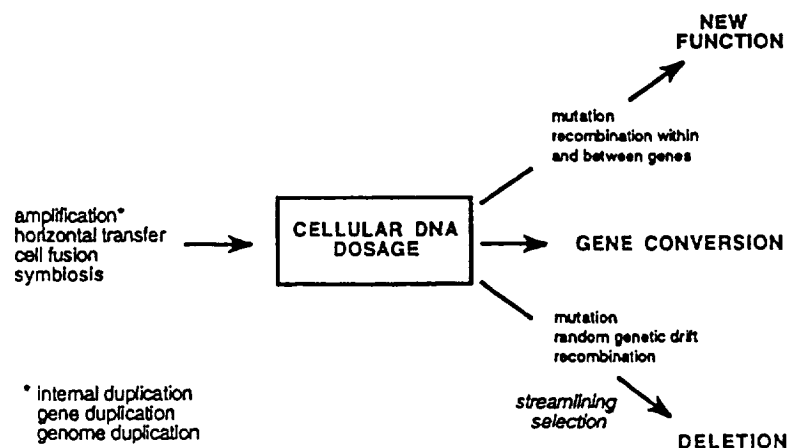 NEW
FUNCTION
mutation
recombination within
and between genes
amplification*
horizontal transfer
cell fusion
symbiosis
CELLULAR DNA
DOSAGE
GENE CONVERSION
mutation
random genetic drift
recombination
streamlining
selection
DELETION
* internal duplication
gene duplication
genome duplication